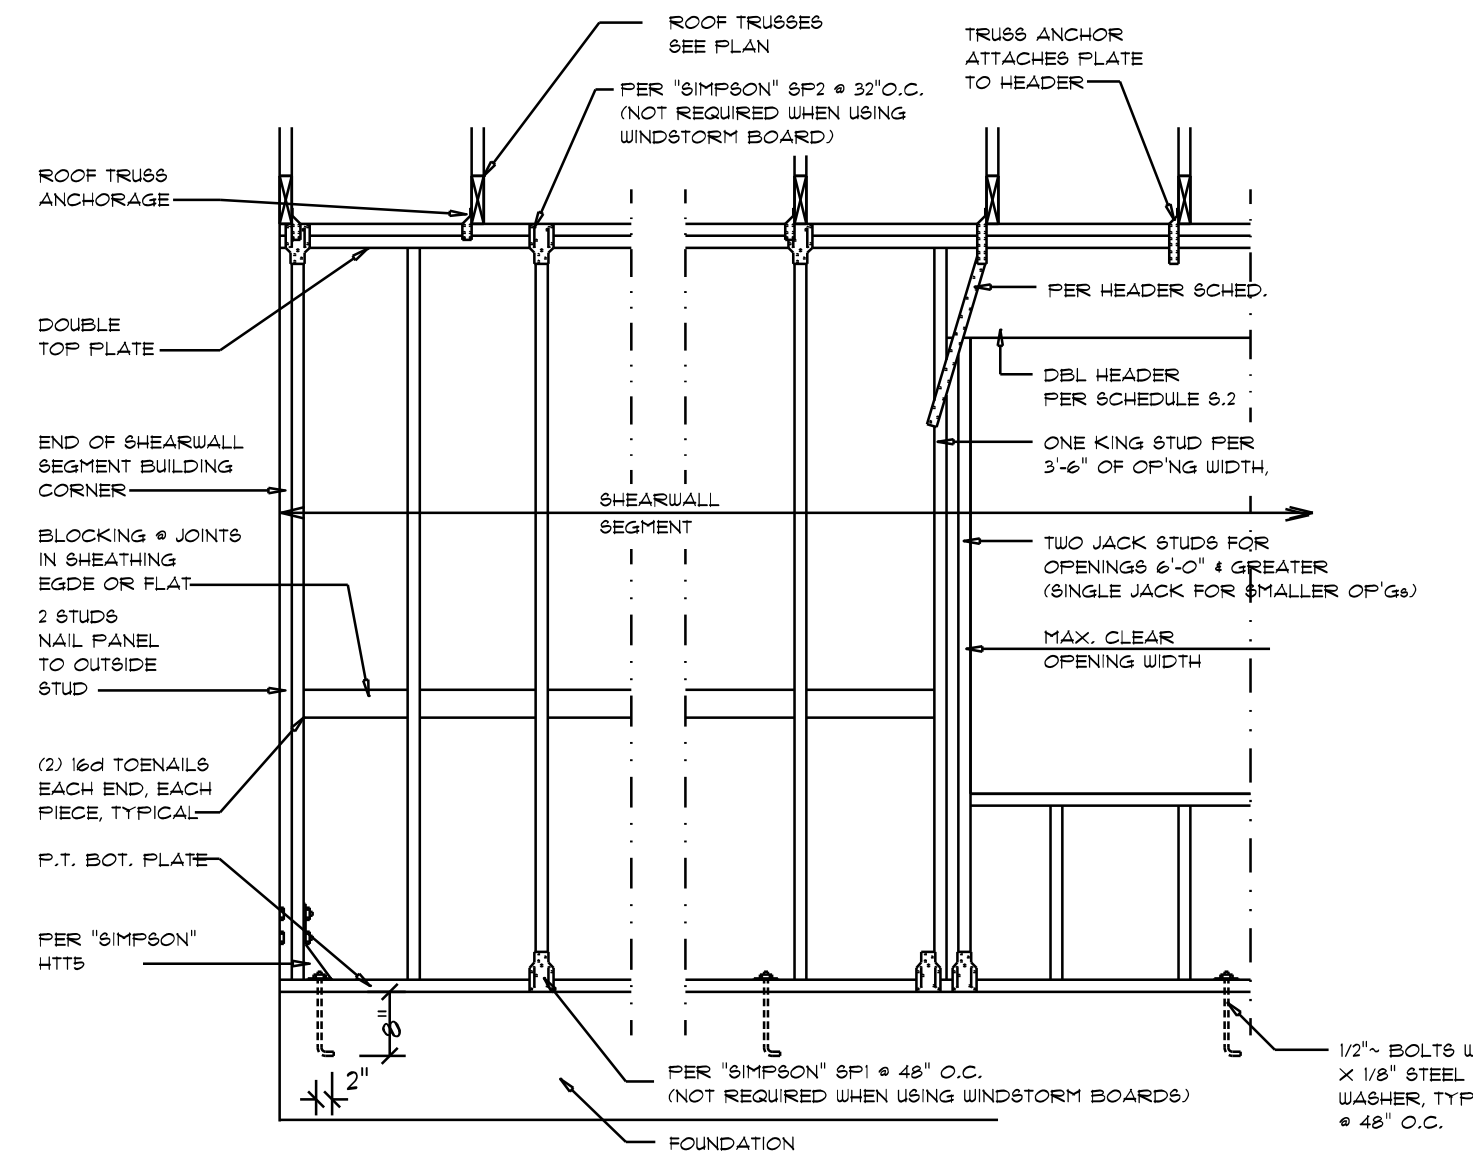 ROOF TRUSSES
SEE PLAN
TRUSS ANCHOR
ATTACHES PLATE
TO HEADER
PER "SIMPSON" SP2 @ 32"O.C.
(NOT REQUIRED WHEN USING
WINDSTORM BOARD)
ROOF TRUSS
ANCHORAGE
DOUBLE
TOP PLATE
PER HEADER SCHED.
DBL HEADER
PER SCHEDULE S.2
END OF SHEARWALL
SEGMENT BUILDING
CORNER
ONE KING STUD PER
3'-6" OF OP'NG WIDTH,
SHEARWALL
SEGMENT
BLOCKING @ JOINTS
IN SHEATHING
EGDE OR FLAT
TWO JACK STUDS FOR
OPENINGS 6'-0" & GREATER
(SINGLE JACK FOR SMALLER OP'Gs)
2 STUDS
NAIL PANEL
TO OUTSIDE
STUD
MAX. CLEAR
OPENING WIDTH
(2) 16d TOENAILS
EACH END, EACH
PIECE, TYPICAL
P.T. BOT. PLATE
PER "SIMPSON"
HTT5
8"
2"
PER "SIMPSON" SP1 @ 48" O.C.
(NOT REQUIRED WHEN USING WINDSTORM BOARDS)
FOUNDATION
1/2"~ BOLTS W
X 1/8" STEEL
WASHER, TYP
@ 48" O.C.